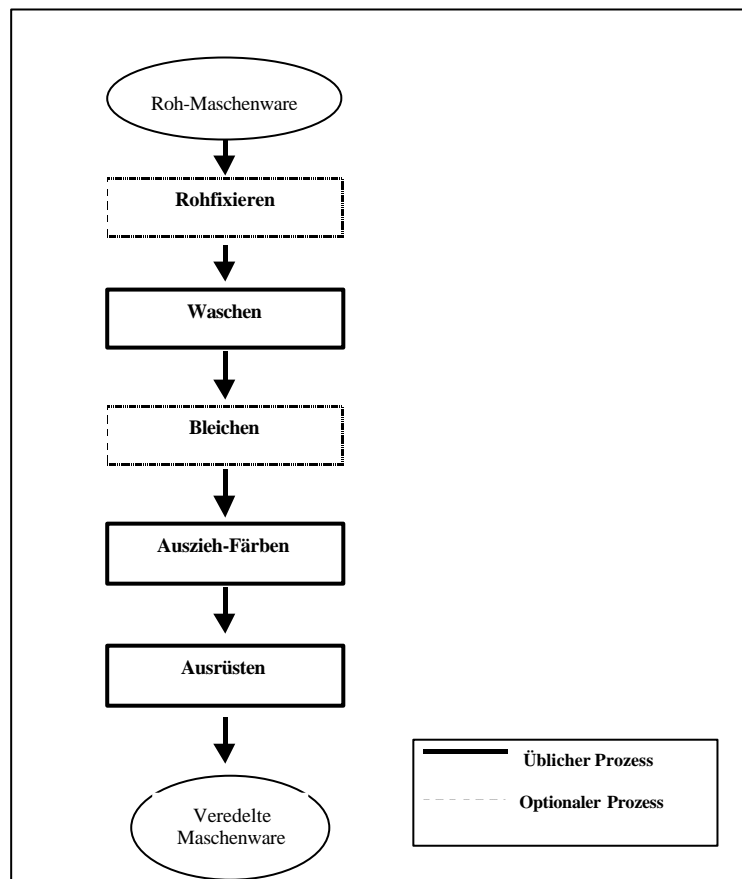 Roh-Maschenware
Rohfixieren
Waschen
Bleichen
Auszieh-Färben
Ausrüsten
Veredelte
Maschenware
Üblicher Prozess
Optionaler Prozess